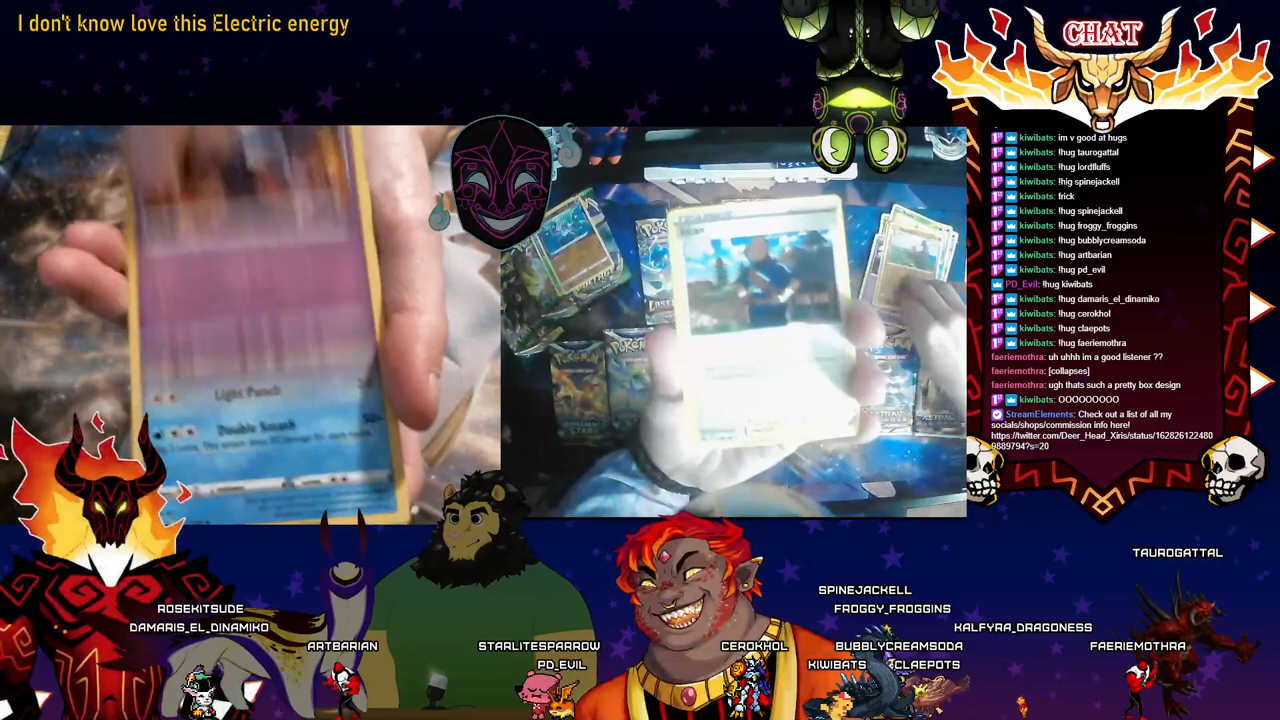 I don't know love this Electric energy
CHAT
kiwibats: im v good at hugs
kiwibats: !hug taurogattal
kiwibats: !hug lordfluffs
kiwibats: !hig spinejackell
kiwibats: frick
kiwibats: !hug spinejackell
kiwibats: !hug froggy_froggins
kiwibats: !hug bubblycreamsoda
kiwibats: !hug artbarian
kiwibats: !hug pd_evil
PD_Evil: !hug kiwibats
kiwibats: !hug damaris_el_dinamiko
kiwibats: !hug cerokhol
kiwibats: !hug claepots
kiwibats: !hug faeriemothra
faeriemothra: uh uhhh im a good listener ??
faeriemothra: [collapses]
faeriemothra: ugh thats such a pretty box design
kiwibats: OOOOOOOOO
StreamElements: Check out a list of all my
socials/shops/commission info here!
https://twitter.com/Deer_Head_Xiris/status/162826122480
9889794?s=20
Light Punch
Smash
POKÉMON
TAUROGATTAL
SPINEJACKELL
ROSEKITSUDE
FROGGY_FROGGINS
DAMARIS_EL_DINAMIKO
KALFYRA_DRAGONESS
ARTBARIAN
STARLITESPARROW
CEROKHOL
BUBBLYCREAMSODA
FAERIEMOTHRA
PD_EVIL
KIWIBATS
CLAEPOTS